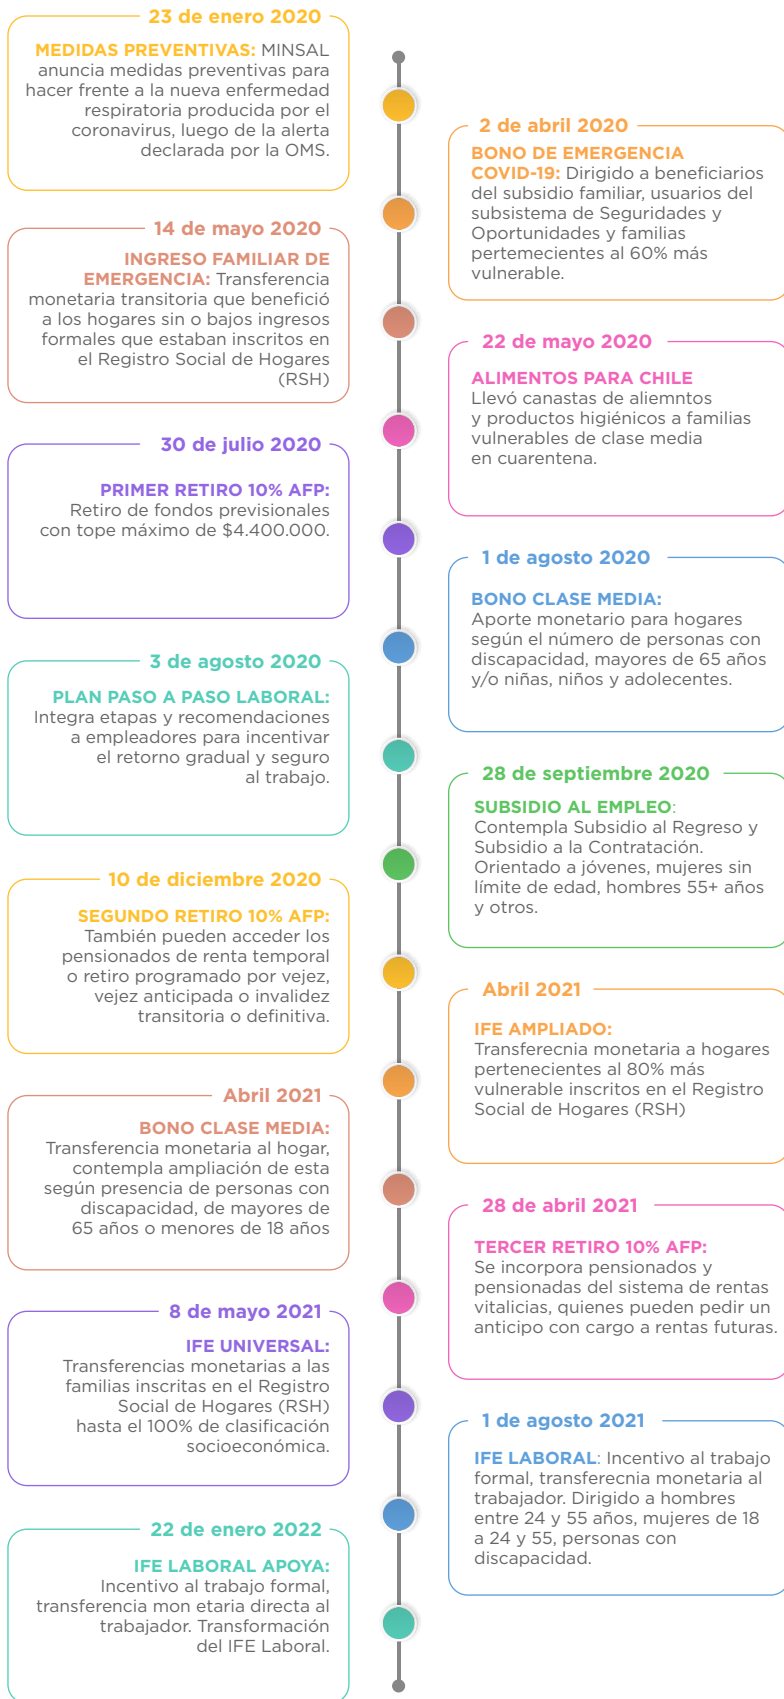 23 de enero 2020
MEDIDAS PREVENTIVAS: MINSAL
anuncia medidas preventivas para
hacer frente a la nueva enfermedad
respiratoria producida por el
coronavirus, luego de la alerta
declarada por la OMS.
2 de abril 2020
BONO DE EMERGENCIA
COVID-19: Dirigido a beneficiarios
del subsidio familiar, usuarios del
subsistema de Seguridades y
Oportunidades y familias
pertemecientes al 60% más
vulnerable.
14 de mayo 2020
INGRESO FAMILIAR DE
EMERGENCIA: Transferencia
monetaria transitoria que benefició
a los hogares sin o bajos ingresos
formales que estaban inscritos en
el Registro Social de Hogares
(RSH)
22 de mayo 2020
ALIMENTOS PARA CHILE
Llevó canastas de aliemntos
y productos higiénicos a familias
vulnerables de clase media
en cuarentena.
30 de julio 2020
PRIMER RETIRO 10% AFP:
Retiro de fondos previsionales
con tope máximo de $4.400.000.
1 de agosto 2020
BONO CLASE MEDIA:
Aporte monetario para hogares
según el número de personas con
discapacidad, mayores de 65 años
y/o niñas, niños y adolecentes.
3 de agosto 2020
PLAN PASO A PASO LABORAL:
Integra etapas y recomendaciones
a empleadores para incentivar
el retorno gradual y seguro
al trabajo.
28 de septiembre 2020
SUBSIDIO AL EMPLEO:
Contempla Subsidio al Regreso y
Subsidio a la Contratación.
Orientado a jóvenes, mujeres sin
límite de edad, hombres 55+ años
y otros.
10 de diciembre 2020
SEGUNDO RETIRO 10% AFP:
También pueden acceder los
pensionados de renta temporal
o retiro programado por vejez,
vejez anticipada o invalidez
transitoria o definitiva.
Abril 2021
IFE AMPLIADO:
Transferecnia monetaria a hogares
pertenecientes al 80% más
vulnerable inscritos en el Registro
Social de Hogares (RSH)
Abril 2021
BONO CLASE MEDIA:
Transferencia monetaria al hogar,
contempla ampliación de esta
según presencia de personas con
discapacidad, de mayores de
65 años o menores de 18 años
28 de abril 2021
TERCER RETIRO 10% AFP:
Se incorpora pensionados y
pensionadas del sistema de rentas
vitalicias, quienes pueden pedir un
anticipo con cargo a rentas futuras.
8 de mayo 2021
IFE UNIVERSAL:
Transferencias monetarias a las
familias inscritas en el Registro
Social de Hogares (RSH)
hasta el 100% de clasificación
socioeconómica.
1 de agosto 2021
IFE LABORAL: Incentivo al trabajo
formal, transferecnia monetaria al
trabajador. Dirigido a hombres
entre 24 y 55 años, mujeres de 18
a 24 y 55, personas con
discapacidad.
22 de enero 2022
IFE LABORAL APOYA:
Incentivo al trabajo formal,
transferencia mon etaria directa al
trabajador. Transformación
del IFE Laboral.